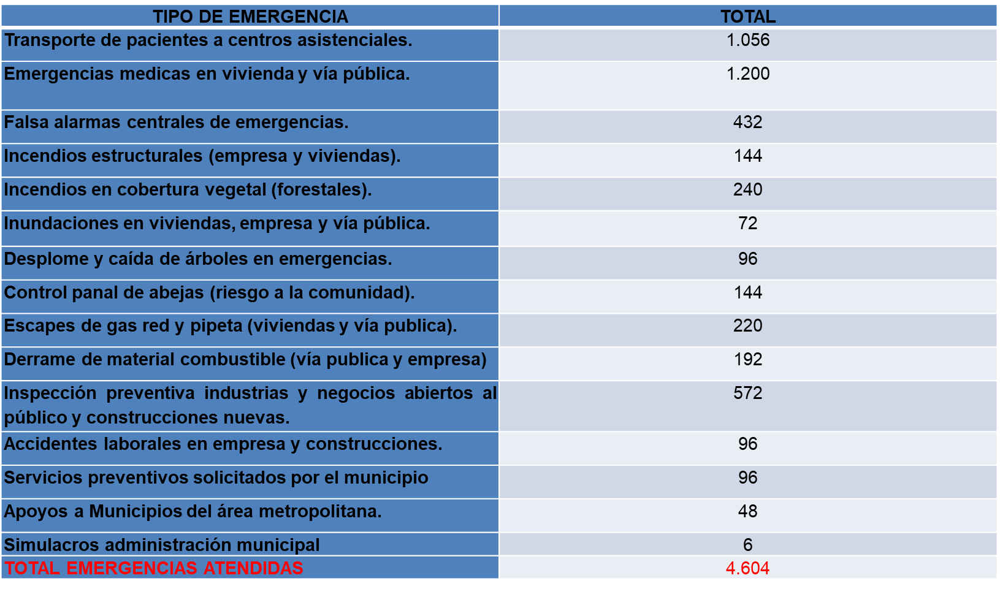 TIPO DE EMERGENCIA TOTAL
Transporte de pacientes a centros asistenciales. 1.056
Emergencias medicas en vivienda y vía pública. 1.200
Falsa alarmas centrales de emergencias. 432
Incendios estructurales (empresa y viviendas). 144
Incendios en cobertura vegetal (forestales). 240
Inundaciones en viviendas, empresa y vía pública. 72
Desplome y caída de árboles en emergencias. 96
Control panal de abejas (riesgo a la comunidad). 144
Escapes de gas red y pipeta (viviendas y vía publica). 220
Derrame de material combustible (vía publica y empresa) 192
Inspección preventiva industrias y negocios abiertos al 572
público y construcciones nuevas.
Accidentes laborales en empresa y construcciones. 96
Servicios preventivos solicitados por el municipio 96
Apoyos a Municipios del área metropolitana. 48
Simulacros administración municipal 6
TOTAL EMERGENCIAS ATENDIDAS 4.604